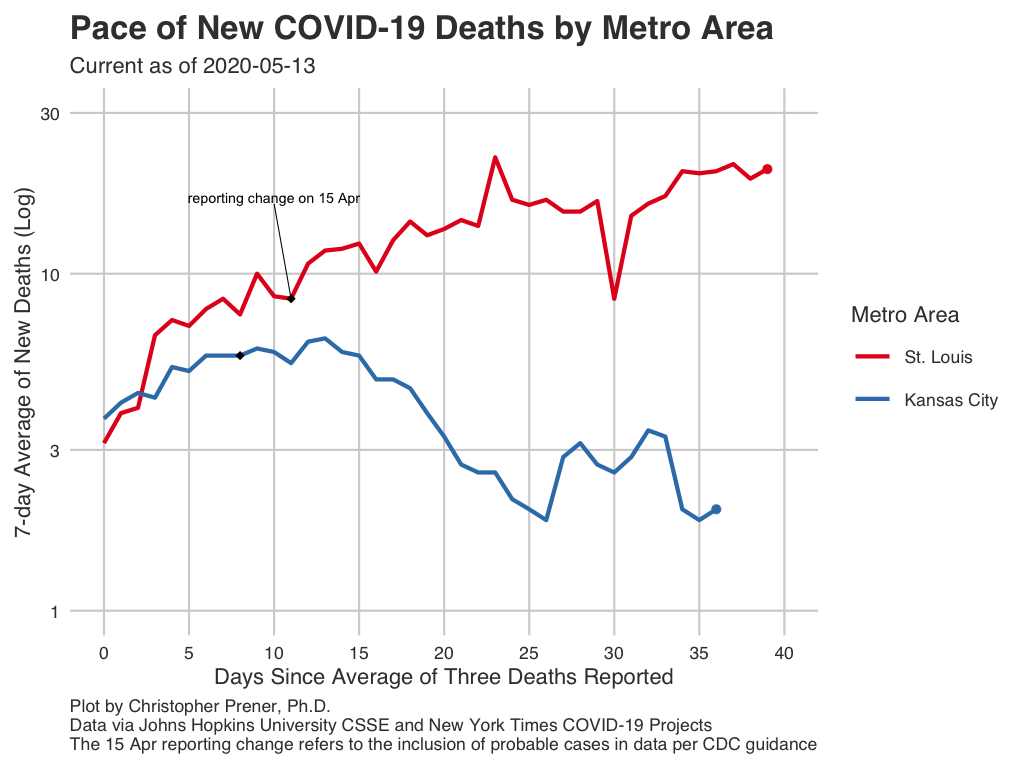 Pace of New COVID-19 Deaths by Metro Area
Current as of 2020-05-13
7-day Average of New Deaths (Log)
30
10
3
1
reporting change on 15 Apr
0 5 10 15 20 25 30 35 40
Days Since Average of Three Deaths Reported
Metro Area
St. Louis
Kansas City
Plot by Christopher Prener, Ph.D.
Data via Johns Hopkins University CSSE and New York Times COVID-19 Projects
The 15 Apr reporting change refers to the inclusion of probable cases in data per CDC guidance